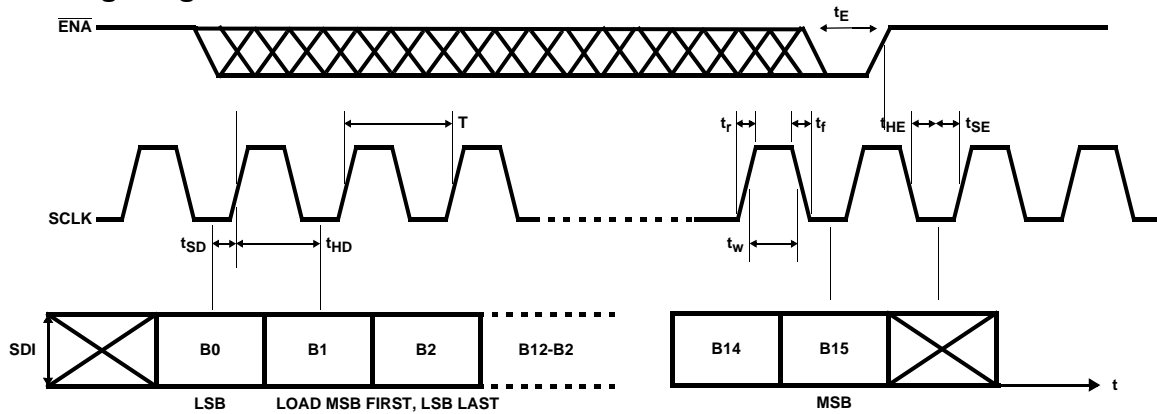 ENA
tE
T
tr
tf
tHE
tSE
SCLK
tSD
tHD
tw
SDI
B0
B1
B2
B12-B2
B14
B15
t
LSB
LOAD MSB FIRST, LSB LAST
MSB